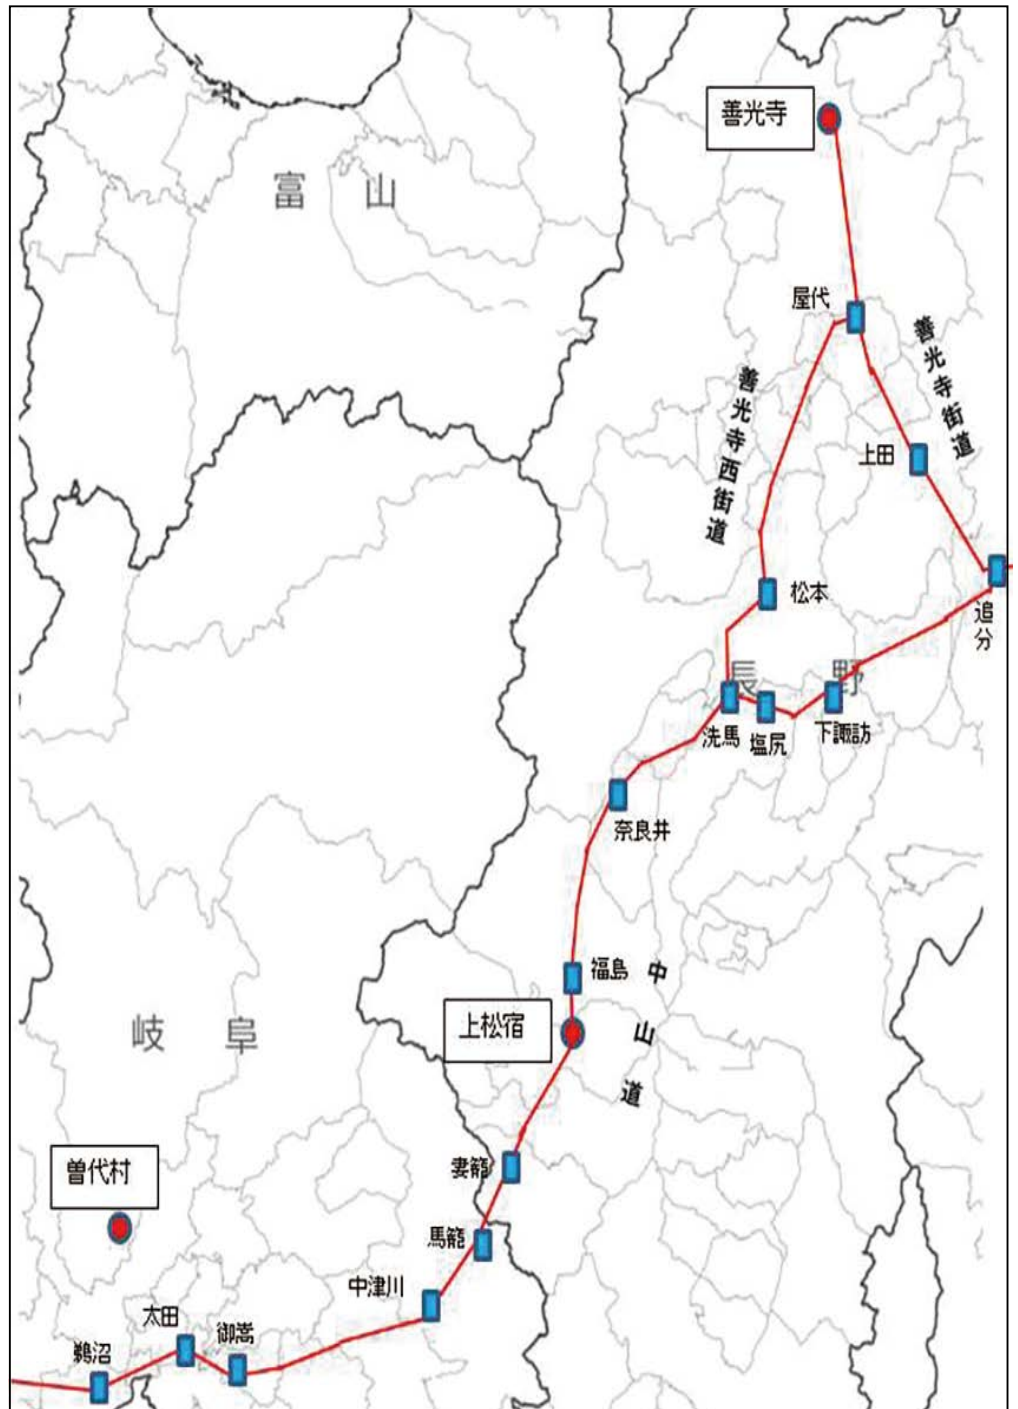 善光寺
富山
屋代
善光寺街道
善光寺西街道
上田
松本
追分
長野
洗馬
塩尻
下諏訪
奈良井
福島
中山道
上松宿
岐阜
曽代村
妻籠
馬籠
中津川
太田
御嵩
鵜沼